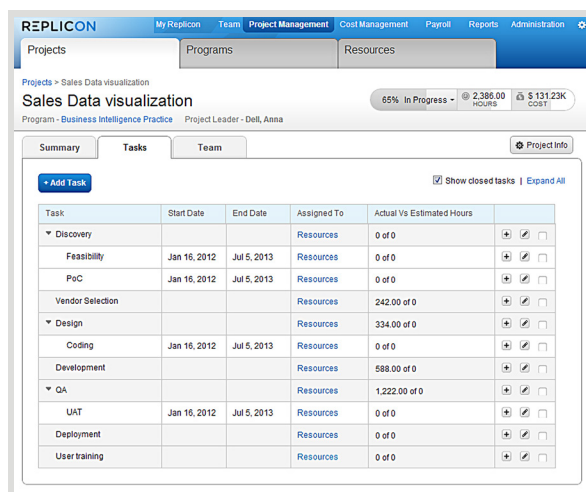 REPLICON My Replicon Team Project Management Cost Management Payroll Reports Administration
Projects Programs Resources
Projects > Sales Data visualization
Sales Data visualization
65% In Progress 2,386.00 HOURS $ 131.23K COST
Program - Business Intelligence Practice Project Leader - Dell, Anna
Summary Tasks Team Project Info
+ Add Task Show closed tasks | Expand All
Task Start Date End Date Assigned To Actual Vs Estimated Hours
Discovery Resources 0 of 0
Feasibility Jan 16, 2012 Jul 5, 2013 Resources 0 of 0
PoC Jan 16, 2012 Jul 5, 2013 Resources 0 of 0
Vendor Selection Resources 242.00 of 0
Design Resources 334.00 of 0
Coding Jan 16, 2012 Jul 5, 2013 Resources 0 of 0
Development Resources 588.00 of 0
QA Resources 1,222.00 of 0
UAT Jan 16, 2012 Jul 5, 2013 Resources 0 of 0
Deployment Resources 0 of 0
User training Resources 0 of 0